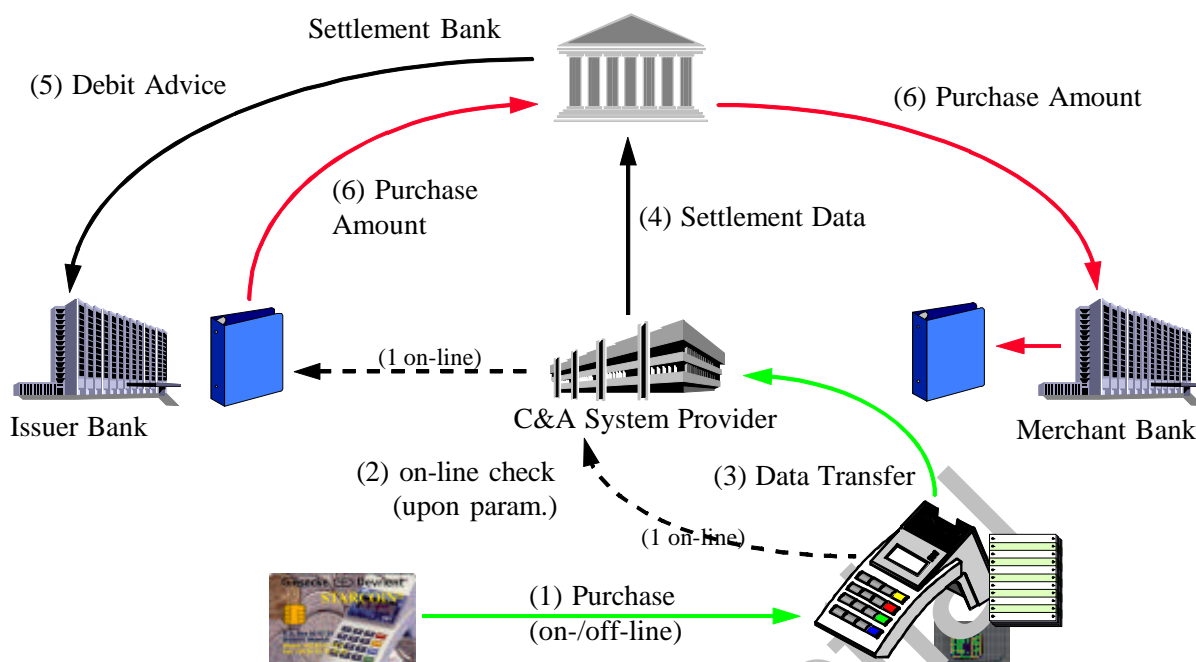 Settlement Bank
(5) Debit Advice
(6) Purchase Amount
(6) Purchase
Amount
(4) Settlement Data
(1 on-line)
Issuer Bank
C&A System Provider
Merchant Bank
(2) on-line check
(upon param.)
(3) Data Transfer
(1 on-line)
Giesecke & Devrient
STARCOIN
(1) Purchase
(on-/off-line)